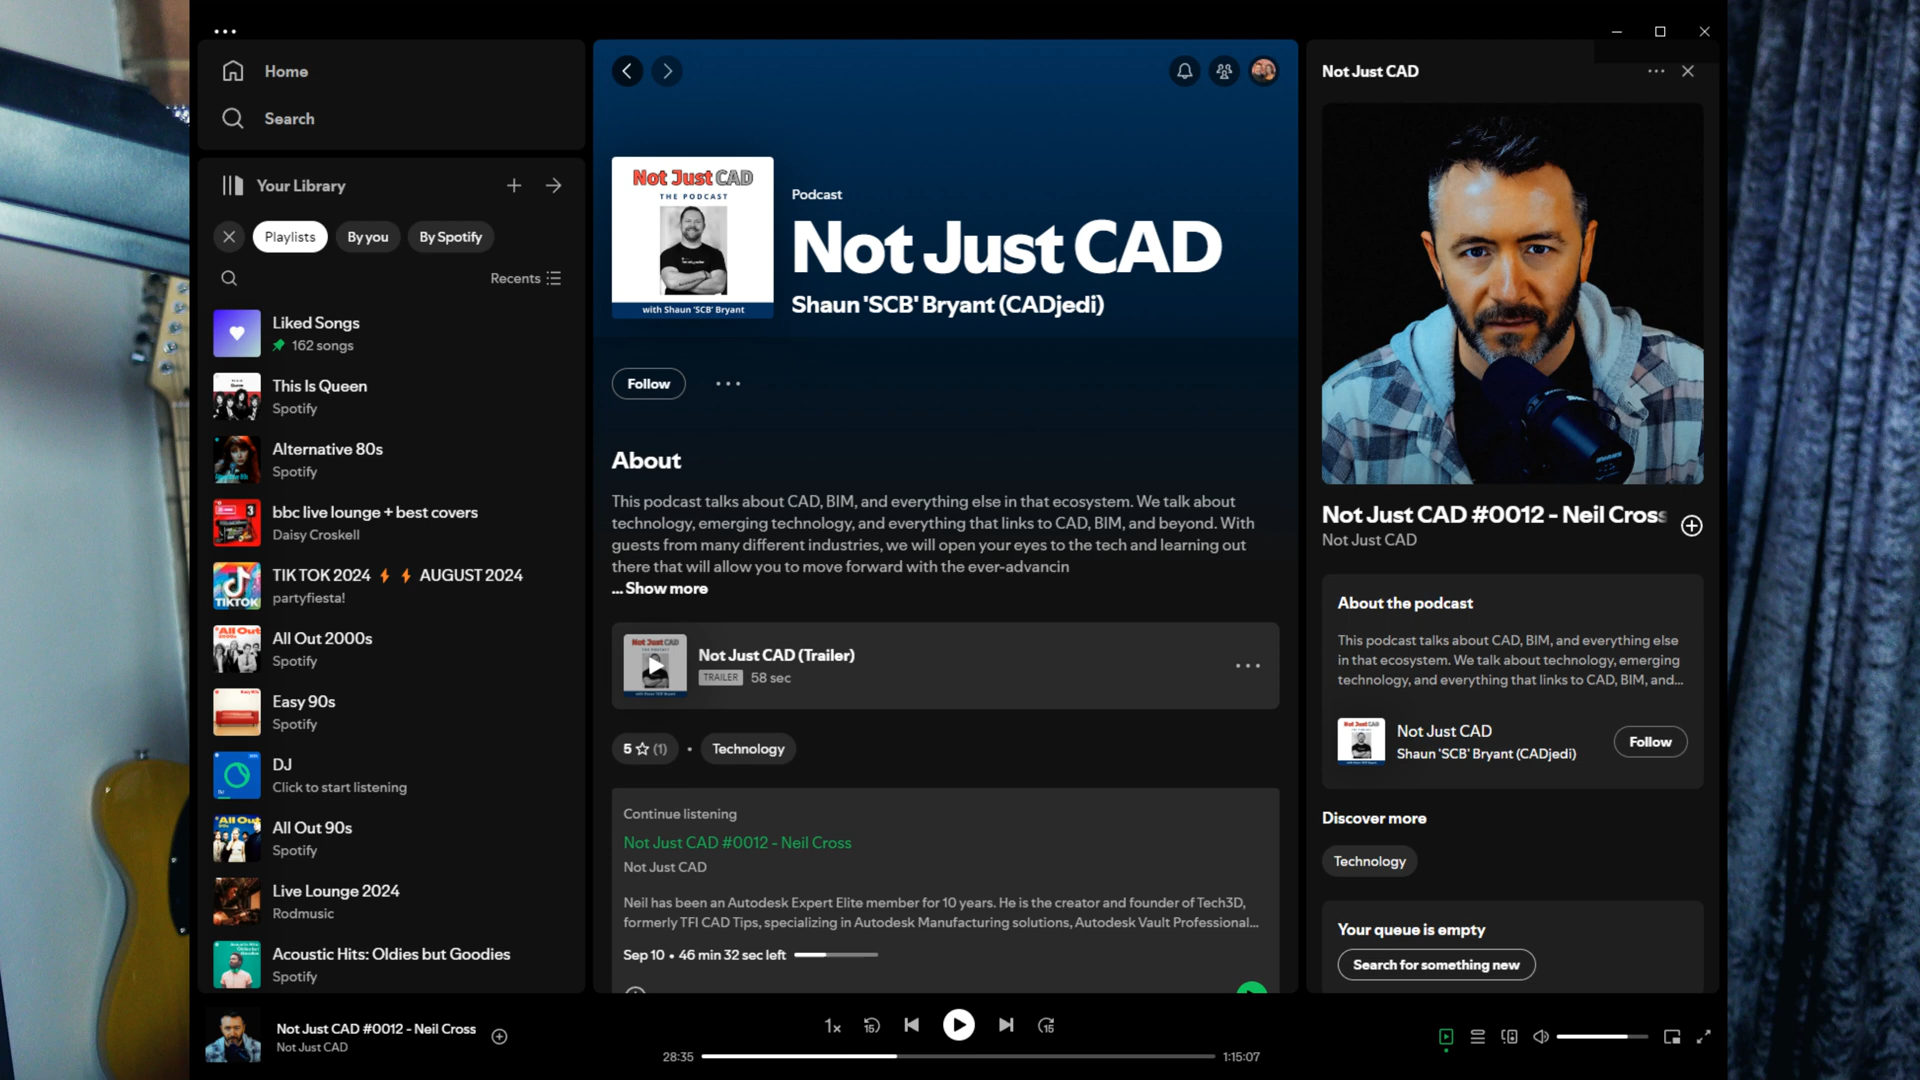 Home
Search
Your Library
Playlists
By you
By Spotify
Recents
Liked Songs
162 songs
This Is Queen
Spotify
Alternative 80s
Spotify
bbc live lounge + best covers
Daisy Croskell
TIK TOK 2024 ⚡ ⚡ AUGUST 2024
partyfiesta!
All Out 2000s
Spotify
Easy 90s
Spotify
DJ
Click to start listening
All Out 90s
Spotify
Live Lounge 2024
Rodmusic
Acoustic Hits: Oldies but Goodies
Spotify
Not Just CAD
THE PODCAST
with Shaun 'SCB' Bryant
Podcast
Not Just CAD
Shaun 'SCB' Bryant (CADjedi)
Follow
About
This podcast talks about CAD, BIM, and everything else in that ecosystem. We talk about
technology, emerging technology, and everything that links to CAD, BIM, and beyond. With
guests from many different industries, we will open your eyes to the tech and learning out
there that will allow you to move forward with the ever-advancin
... Show more
Not Just CAD (Trailer)
TRAILER 58 sec
5 ☆ (1) • Technology
Continue listening
Not Just CAD #0012 - Neil Cross
Not Just CAD
Neil has been an Autodesk Expert Elite member for 10 years. He is the creator and founder of Tech3D,
formerly TFI CAD Tips, specializing in Autodesk Manufacturing solutions, Autodesk Vault Professional...
Sep 10 • 46 min 32 sec left
Not Just CAD
Not Just CAD #0012 - Neil Cross
Not Just CAD
About the podcast
This podcast talks about CAD, BIM, and everything else
in that ecosystem. We talk about technology, emerging
technology, and everything that links to CAD, BIM, and...
Not Just CAD
Shaun 'SCB' Bryant (CADjedi)
Follow
Discover more
Technology
Your queue is empty
Search for something new
Not Just CAD #0012 - Neil Cross
Not Just CAD
1x
15
15
28:35
1:15:07